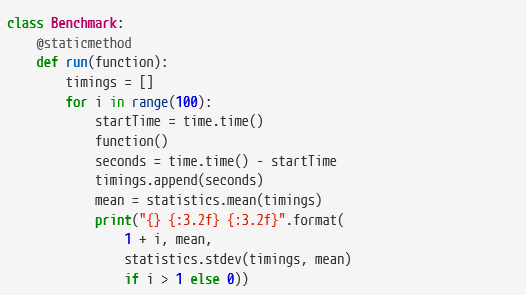 class Benchmark:
    @staticmethod
    def run(function):
        timings = []
        for i in range(100):
            startTime = time.time()
            function()
            seconds = time.time() - startTime
            timings.append(seconds)
            mean = statistics.mean(timings)
            print("{} {:3.2f} {:3.2f}".format(
                1 + i, mean,
                statistics.stdev(timings, mean)
                if i > 1 else 0))